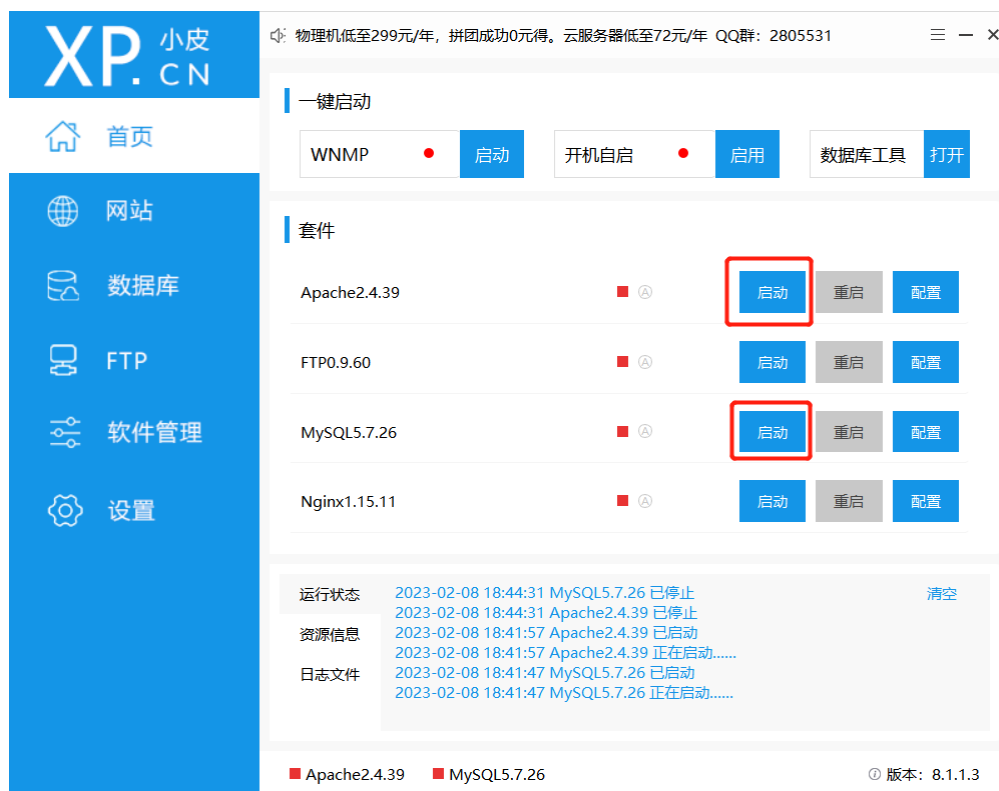 XP.小皮CN
物理机低至299元/年，拼团成功0元得。云服务器低至72元/年 QQ群：2805531
首页
网站
数据库
FTP
软件管理
设置
一键启动
WNMP 启动 开机自启 启用 数据库工具 打开
套件
Apache2.4.39 A 启动 重启 配置
FTP0.9.60 A 启动 重启 配置
MySQL5.7.26 A 启动 重启 配置
Nginx1.15.11 A 启动 重启 配置
运行状态
资源信息
日志文件
2023-02-08 18:44:31 MySQL5.7.26 已停止
2023-02-08 18:44:31 Apache2.4.39 已停止
2023-02-08 18:41:57 Apache2.4.39 已启动
2023-02-08 18:41:57 Apache2.4.39 正在启动......
2023-02-08 18:41:47 MySQL5.7.26 已启动
2023-02-08 18:41:47 MySQL5.7.26 正在启动......
清空
Apache2.4.39 MySQL5.7.26 版本：8.1.1.3